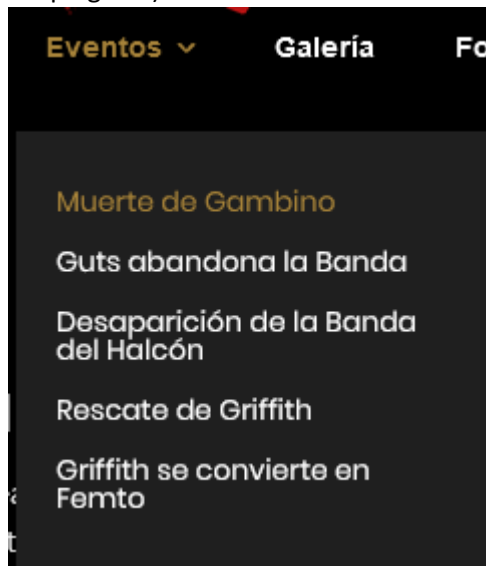 Eventos Galería Fo
Muerte de Gambino
Guts abandona la Banda
Desaparición de la Banda
del Halcón
Rescate de Griffith
Griffith se convierte en
Femto